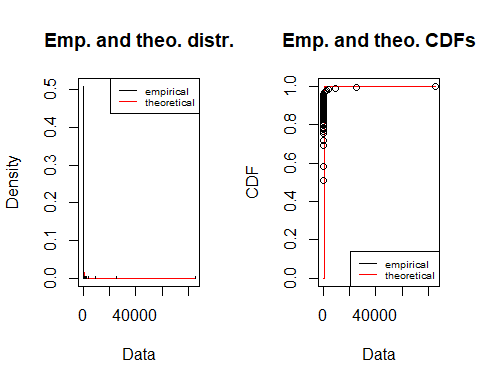 Emp. and theo. distr.
Density
0.0 0.1 0.2 0.3 0.4 0.5
empirical
theoretical
0 40000
Data
Emp. and theo. CDFs
CDF
0.0 0.2 0.4 0.6 0.8 1.0
empirical
theoretical
0 40000
Data